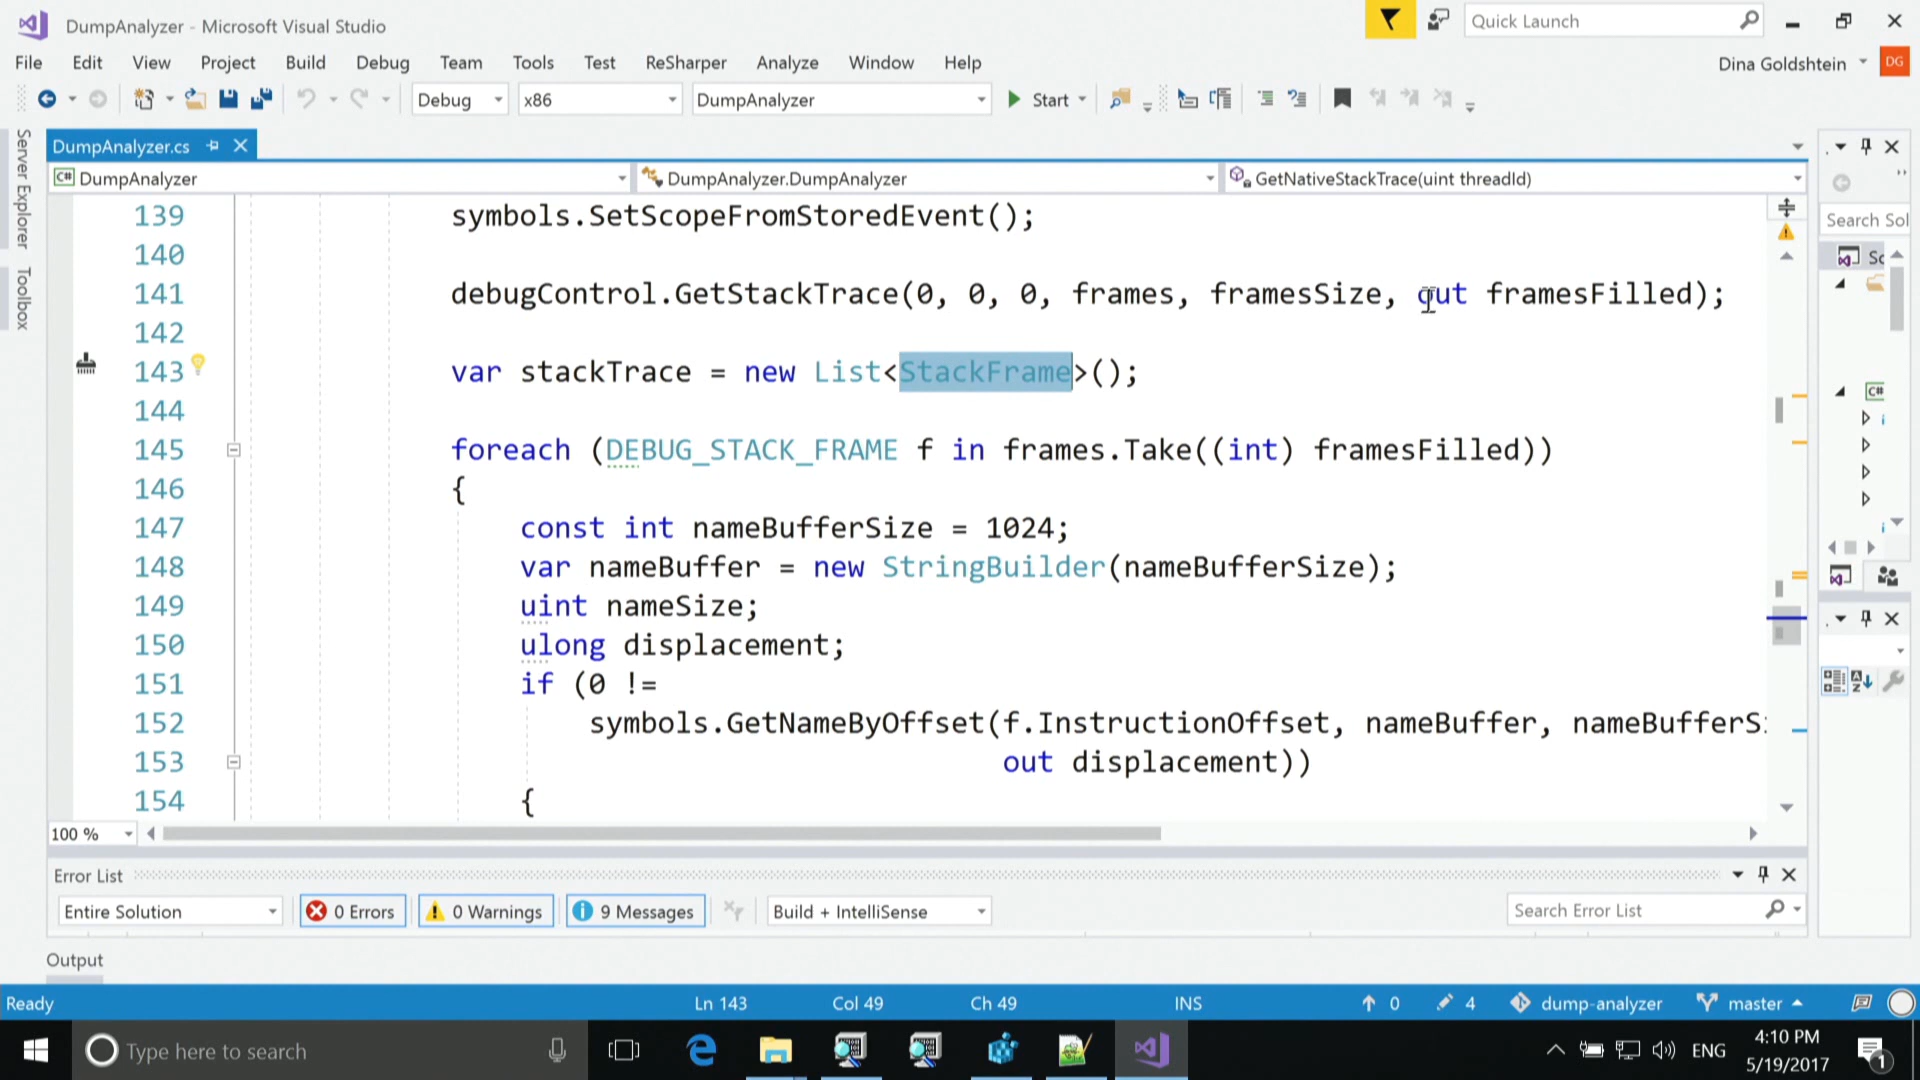 DumpAnalyzer - Microsoft Visual Studio
Quick Launch
File Edit View Project Build Debug Team Tools Test ReSharper Analyze Window Help
Dina Goldshtein DG
Debug x86 DumpAnalyzer Start
Server Explorer
Toolbox
DumpAnalyzer.cs
C# DumpAnalyzer DumpAnalyzer.DumpAnalyzer GetNativeStackTrace(uint threadId)
139 symbols.SetScopeFromStoredEvent();
140
141 debugControl.GetStackTrace(0, 0, 0, frames, framesSize, out framesFilled);
142
143 var stackTrace = new List<StackFrame>();
144
145 foreach (DEBUG_STACK_FRAME f in frames.Take((int) framesFilled))
146 {
147 const int nameBufferSize = 1024;
148 var nameBuffer = new StringBuilder(nameBufferSize);
149 uint nameSize;
150 ulong displacement;
151 if (0 !=
152 symbols.GetNameByOffset(f.InstructionOffset, nameBuffer, nameBufferSi
153 out displacement))
154 {
Search Sol
Sc
C#
100 %
Error List
Entire Solution 0 Errors 0 Warnings 9 Messages Build + IntelliSense Search Error List
Output
Ready Ln 143 Col 49 Ch 49 INS 0 4 dump-analyzer master
Type here to search ENG 4:10 PM
5/19/2017
1